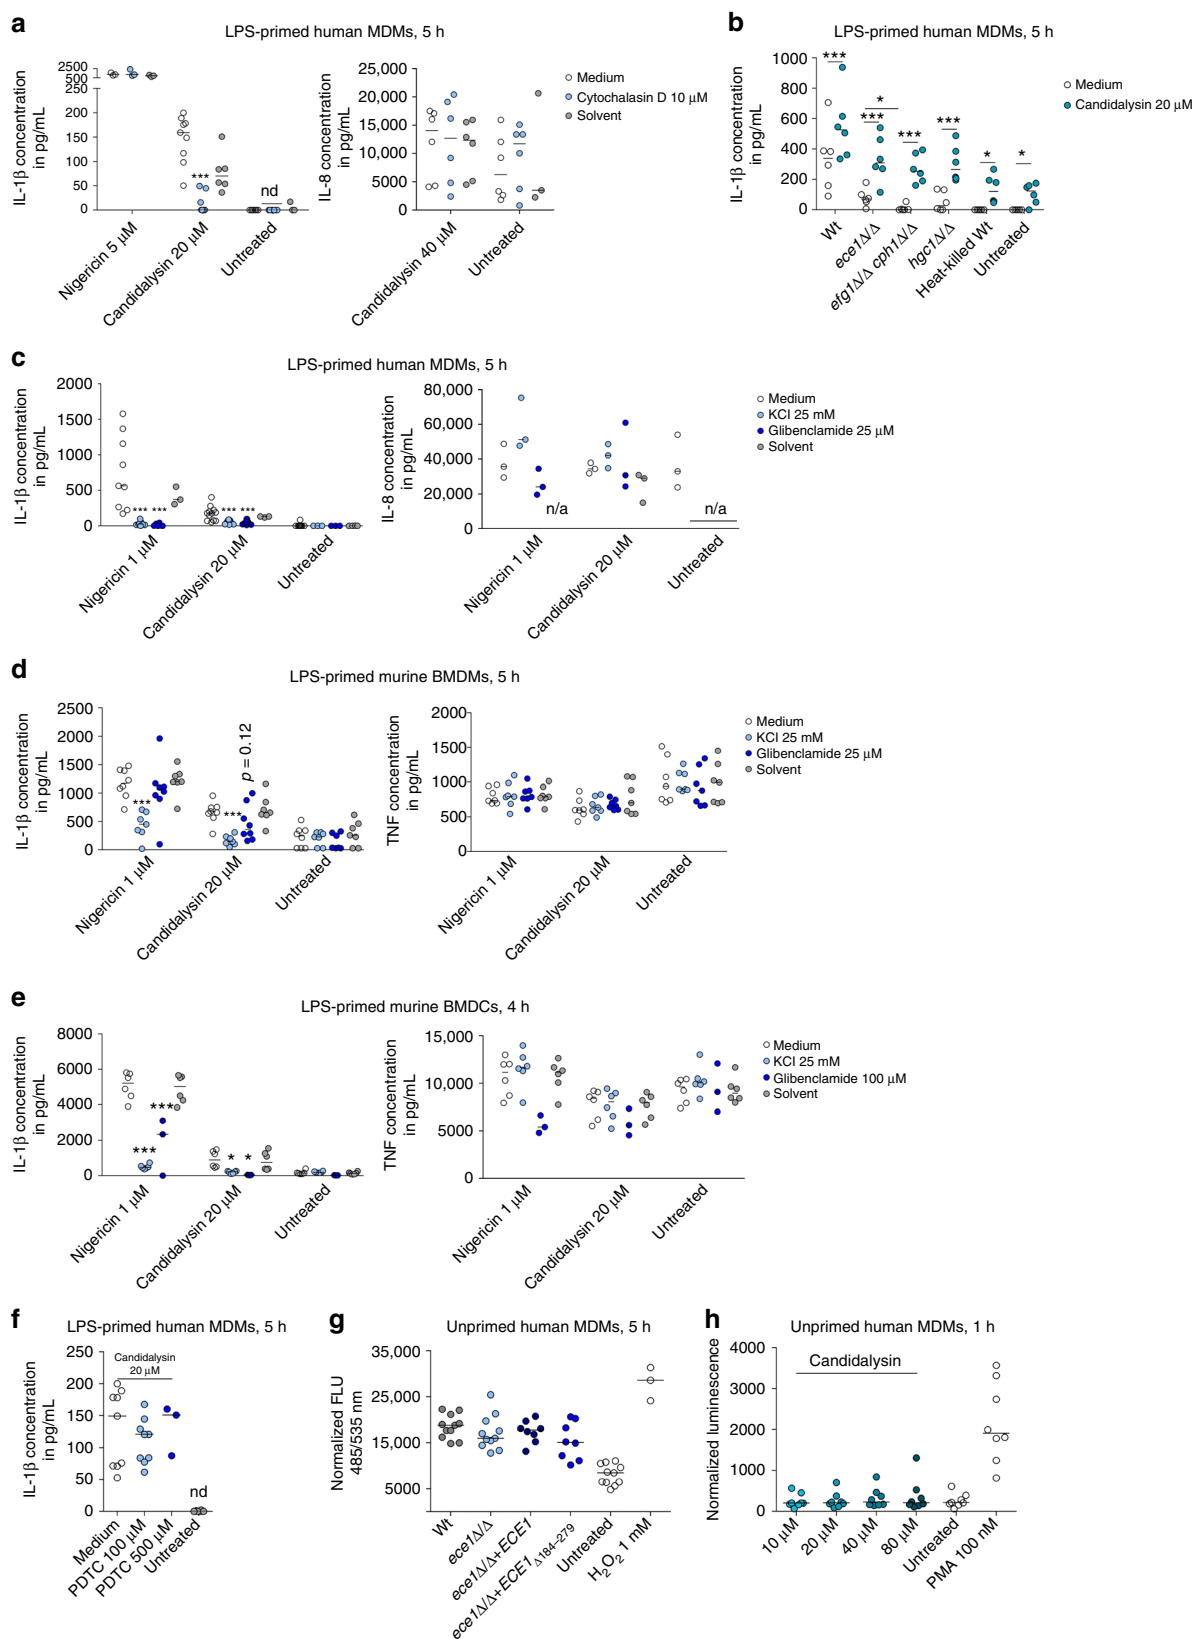 a
LPS-primed human MDMs, 5 h
IL-1β concentration
in pg/mL
2500
500
200
150
100
50
0
***
nd
Nigericin 5 μM
Candidalysin 20 μM
Untreated
IL-8 concentration
in pg/mL
25,000
20,000
15,000
10,000
5000
0
Candidalysin 40 μM
Untreated
Medium
Cytochalasin D 10 μM
Solvent
b
LPS-primed human MDMs, 5 h
IL-1β concentration
in pg/mL
1000
800
600
400
200
0
***
***
*
***
***
*
*
Wt
ece1Δ/Δ
efg1Δ/Δ cph1Δ/Δ
hgc1Δ/Δ
Heat-killed Wt
Untreated
Medium
Candidalysin 20 μM
c
LPS-primed human MDMs, 5 h
IL-1β concentration
in pg/mL
2000
1500
1000
500
0
*** ***
*** ***
Nigericin 1 μM
Candidalysin 20 μM
Untreated
IL-8 concentration
in pg/mL
80,000
60,000
40,000
20,000
0
n/a
n/a
Nigericin 1 μM
Candidalysin 20 μM
Untreated
Medium
KCl 25 mM
Glibenclamide 25 μM
Solvent
d
LPS-primed murine BMDMs, 5 h
IL-1β concentration
in pg/mL
2500
2000
1500
1000
500
0
***
***
p = 0.12
Nigericin 1 μM
Candidalysin 20 μM
Untreated
TNF concentration
in pg/mL
2000
1500
1000
500
0
Nigericin 1 μM
Candidalysin 20 μM
Untreated
Medium
KCl 25 mM
Glibenclamide 25 μM
Solvent
e
LPS-primed murine BMDCs, 4 h
IL-1β concentration
in pg/mL
8000
6000
4000
2000
0
***
***
* *
Nigericin 1 μM
Candidalysin 20 μM
Untreated
TNF concentration
in pg/mL
15,000
10,000
5000
0
Nigericin 1 μM
Candidalysin 20 μM
Untreated
Medium
KCl 25 mM
Glibenclamide 100 μM
Solvent
f
LPS-primed human MDMs, 5 h
IL-1β concentration
in pg/mL
250
200
150
100
50
0
Candidalysin
20 μM
nd
Medium
PDTC 100 μM
PDTC 500 μM
Untreated
g
Unprimed human MDMs, 5 h
Normalized FLU
485/535 nm
35,000
25,000
15,000
5000
Wt
ece1Δ/Δ
ece1Δ/Δ+ECE1
ece1Δ/Δ+ECE1Δ184–279
Untreated
H2O2 1 mM
h
Unprimed human MDMs, 1 h
Normalized luminescence
4000
3000
2000
1000
0
Candidalysin
10 μM
20 μM
40 μM
80 μM
Untreated
PMA 100 nM